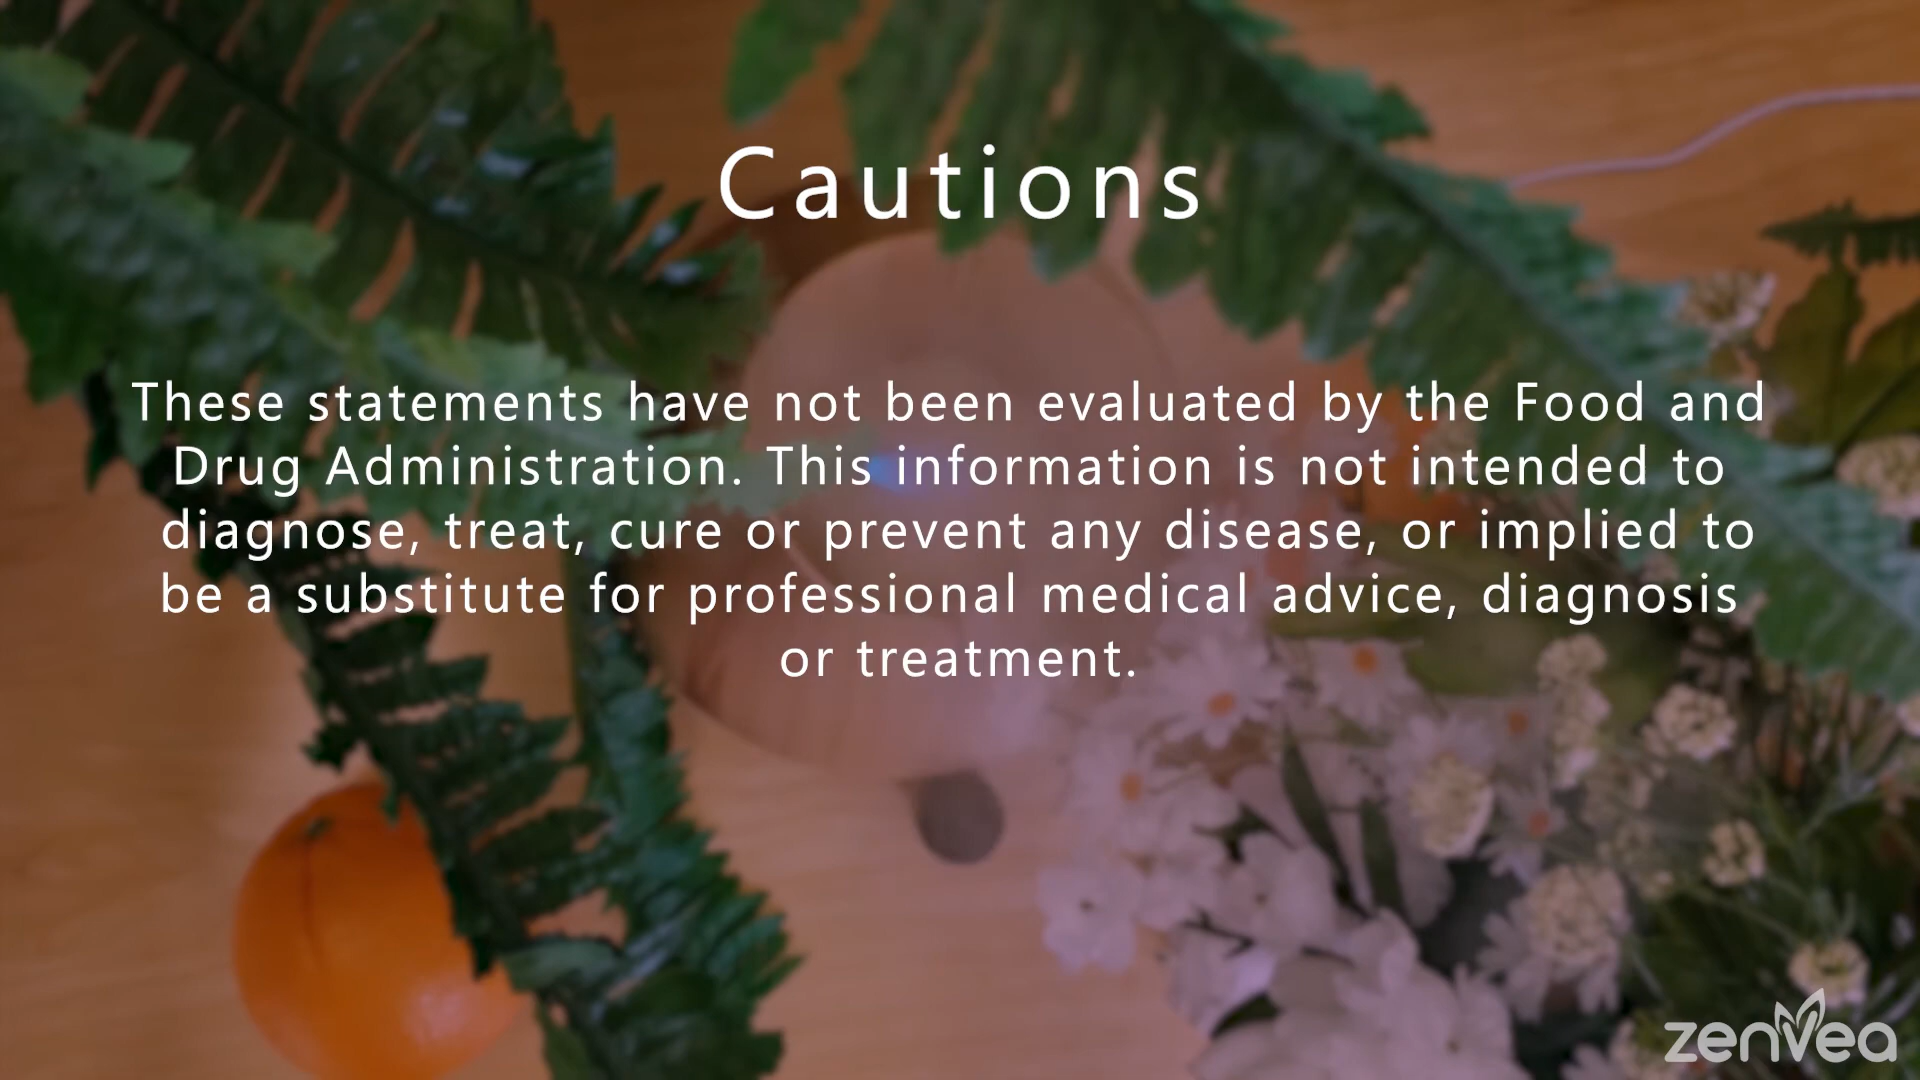 Cautions
These statements have not been evaluated by the Food and
Drug Administration. This information is not intended to
diagnose, treat, cure or prevent any disease, or implied to
be a substitute for professional medical advice, diagnosis
or treatment.
zenvea